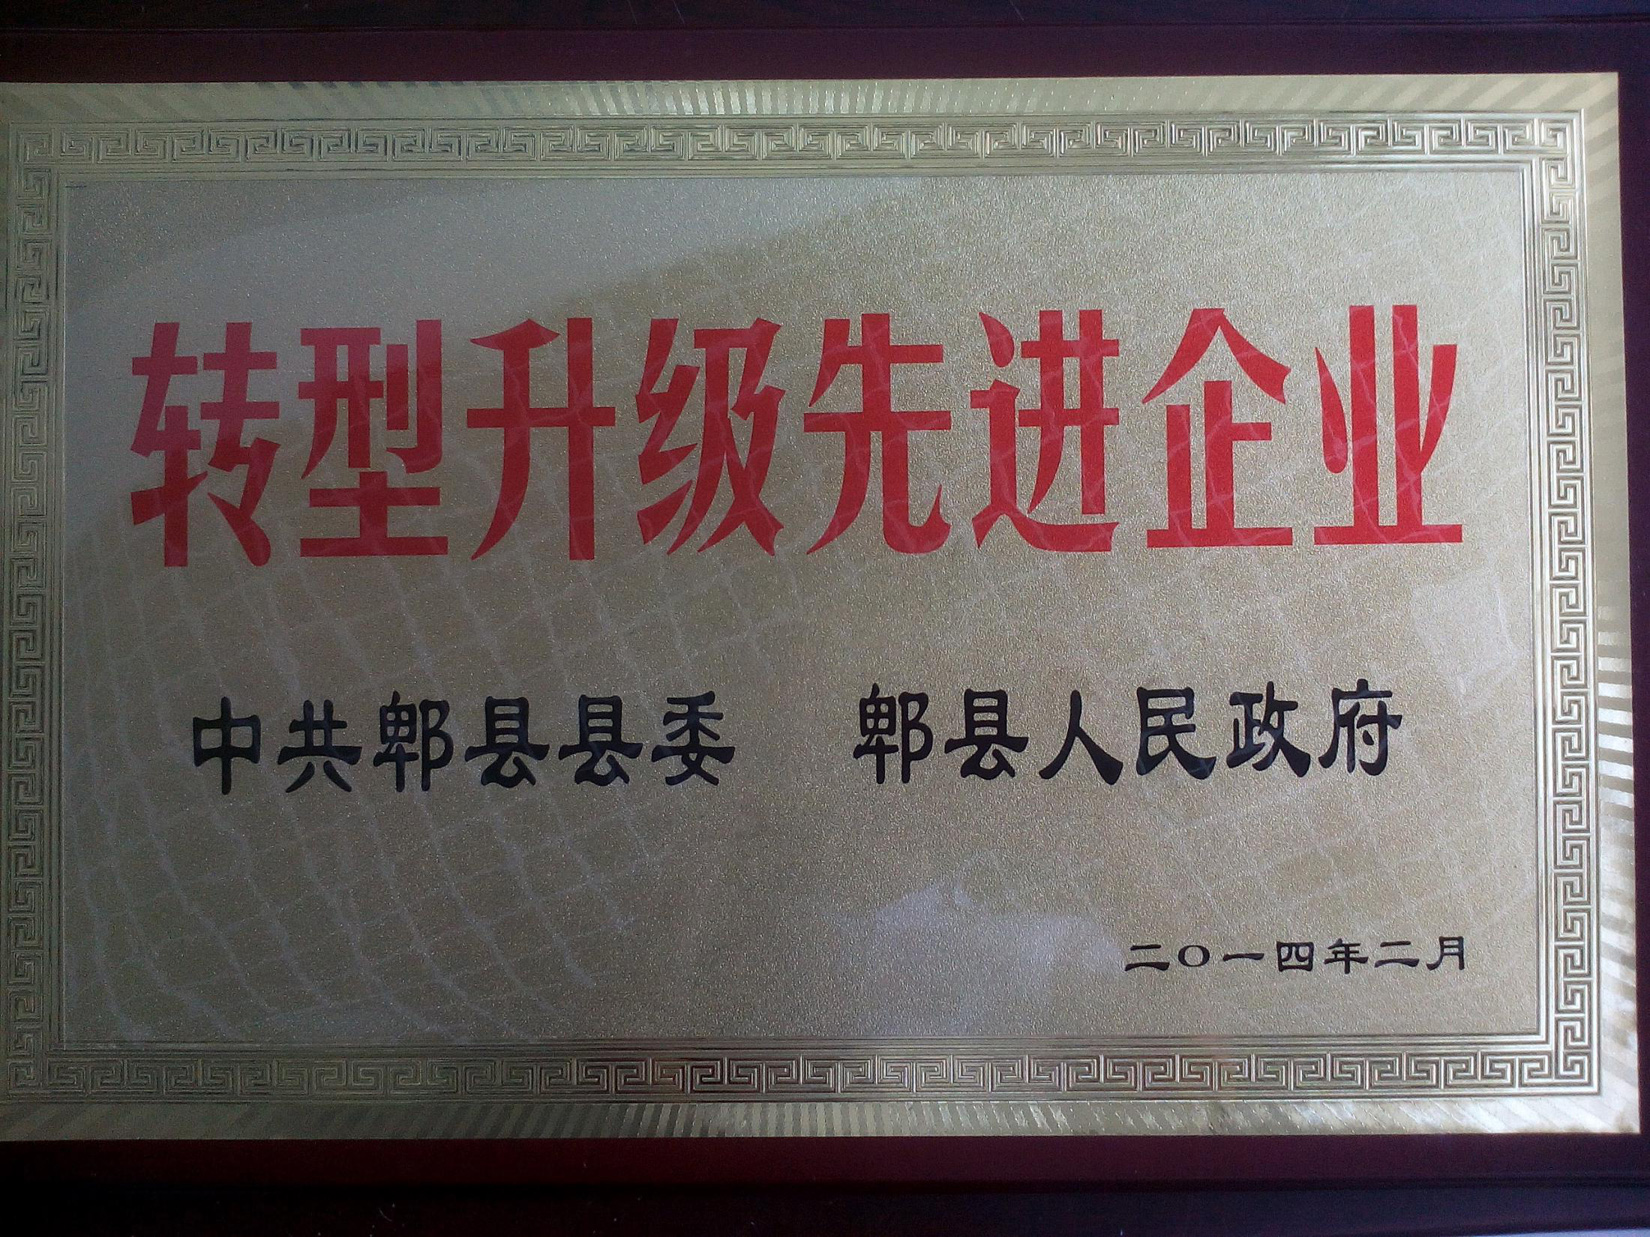 转型升级先进企业
中共郫县县委 郫县人民政府
二〇一四年二月